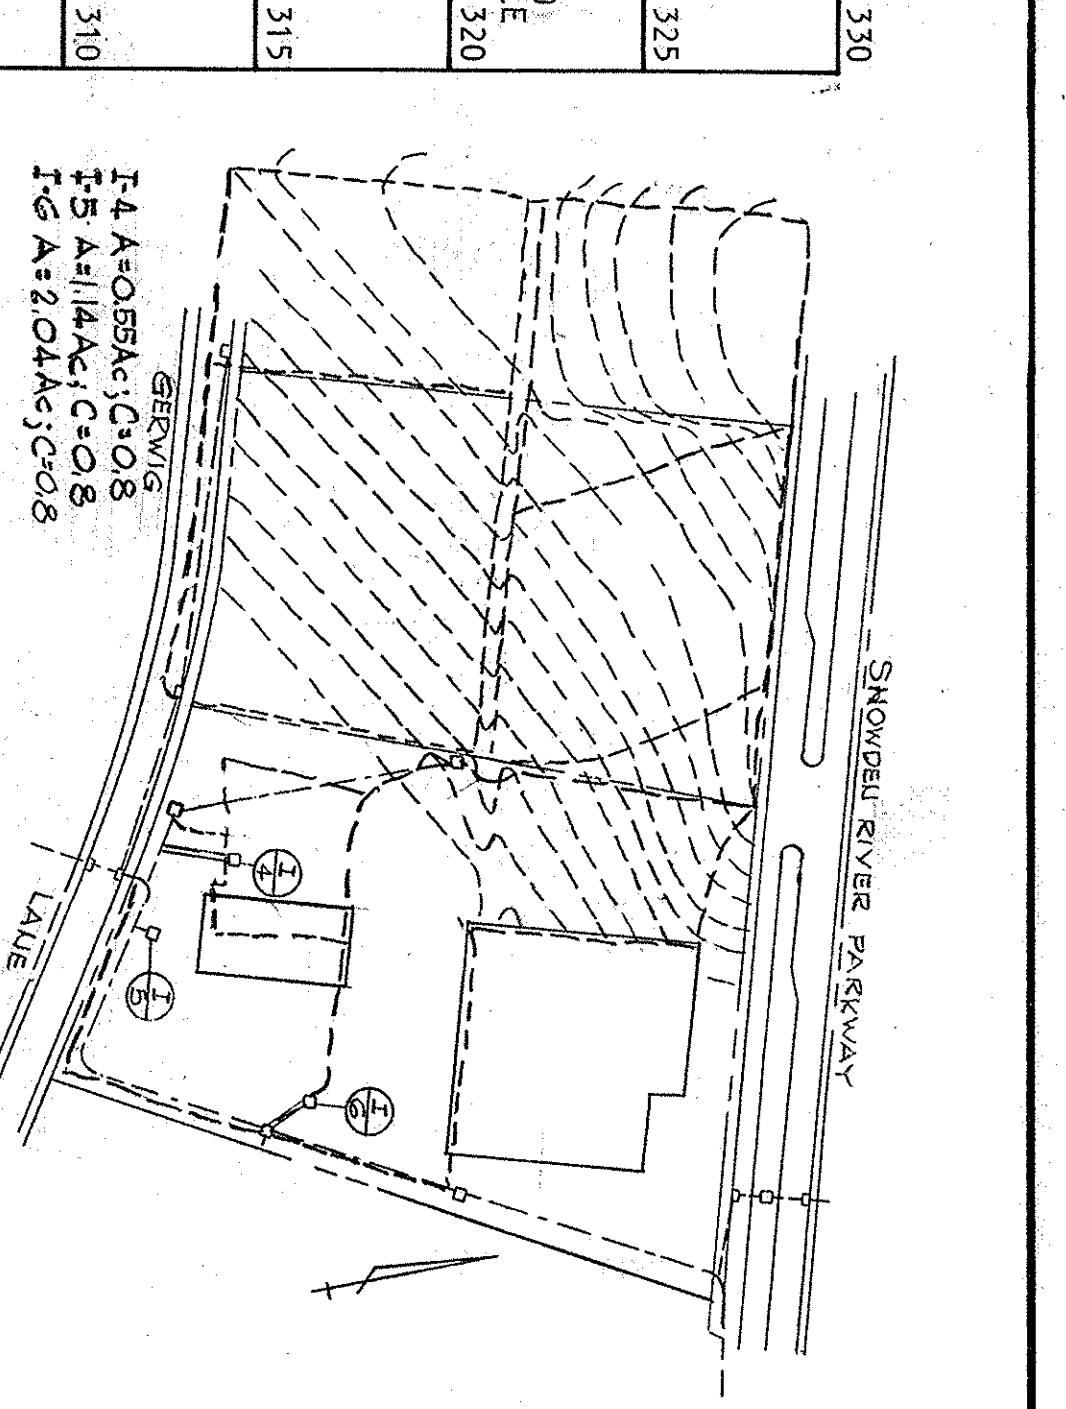 330
325
320
315
310
LE
SNOWDEN RIVER PARKWAY
I-4 A=0.55Ac; C=0.8
I-5 A=1.14Ac; C=0.8
I-6 A=2.04Ac; C=0.8
GERWIG
LANE
I
4
I
5
I
6